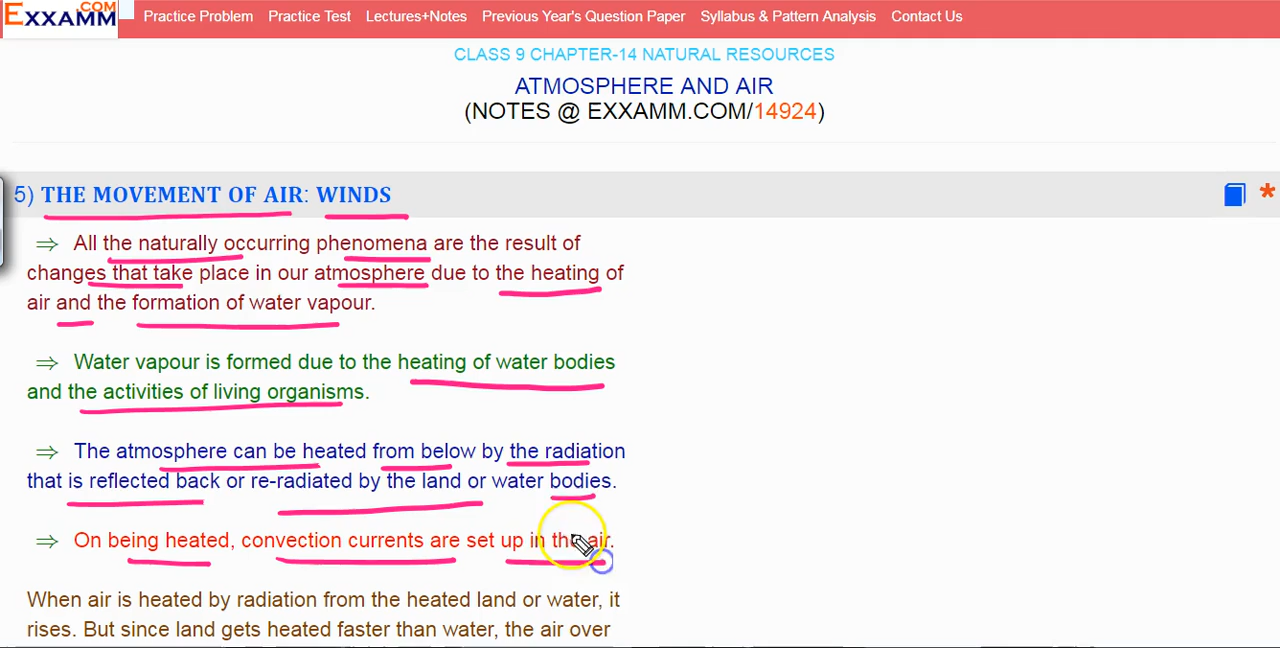 EXXAMM.COM
Practice Problem Practice Test Lectures+Notes Previous Year's Question Paper Syllabus & Pattern Analysis Contact Us
CLASS 9 CHAPTER-14 NATURAL RESOURCES
ATMOSPHERE AND AIR
(NOTES @ EXXAMM.COM/14924)
5) THE MOVEMENT OF AIR: WINDS *
⇒ All the naturally occurring phenomena are the result of
changes that take place in our atmosphere due to the heating of
air and the formation of water vapour.
⇒ Water vapour is formed due to the heating of water bodies
and the activities of living organisms.
⇒ The atmosphere can be heated from below by the radiation
that is reflected back or re-radiated by the land or water bodies.
⇒ On being heated, convection currents are set up in the air.
When air is heated by radiation from the heated land or water, it
rises. But since land gets heated faster than water, the air over